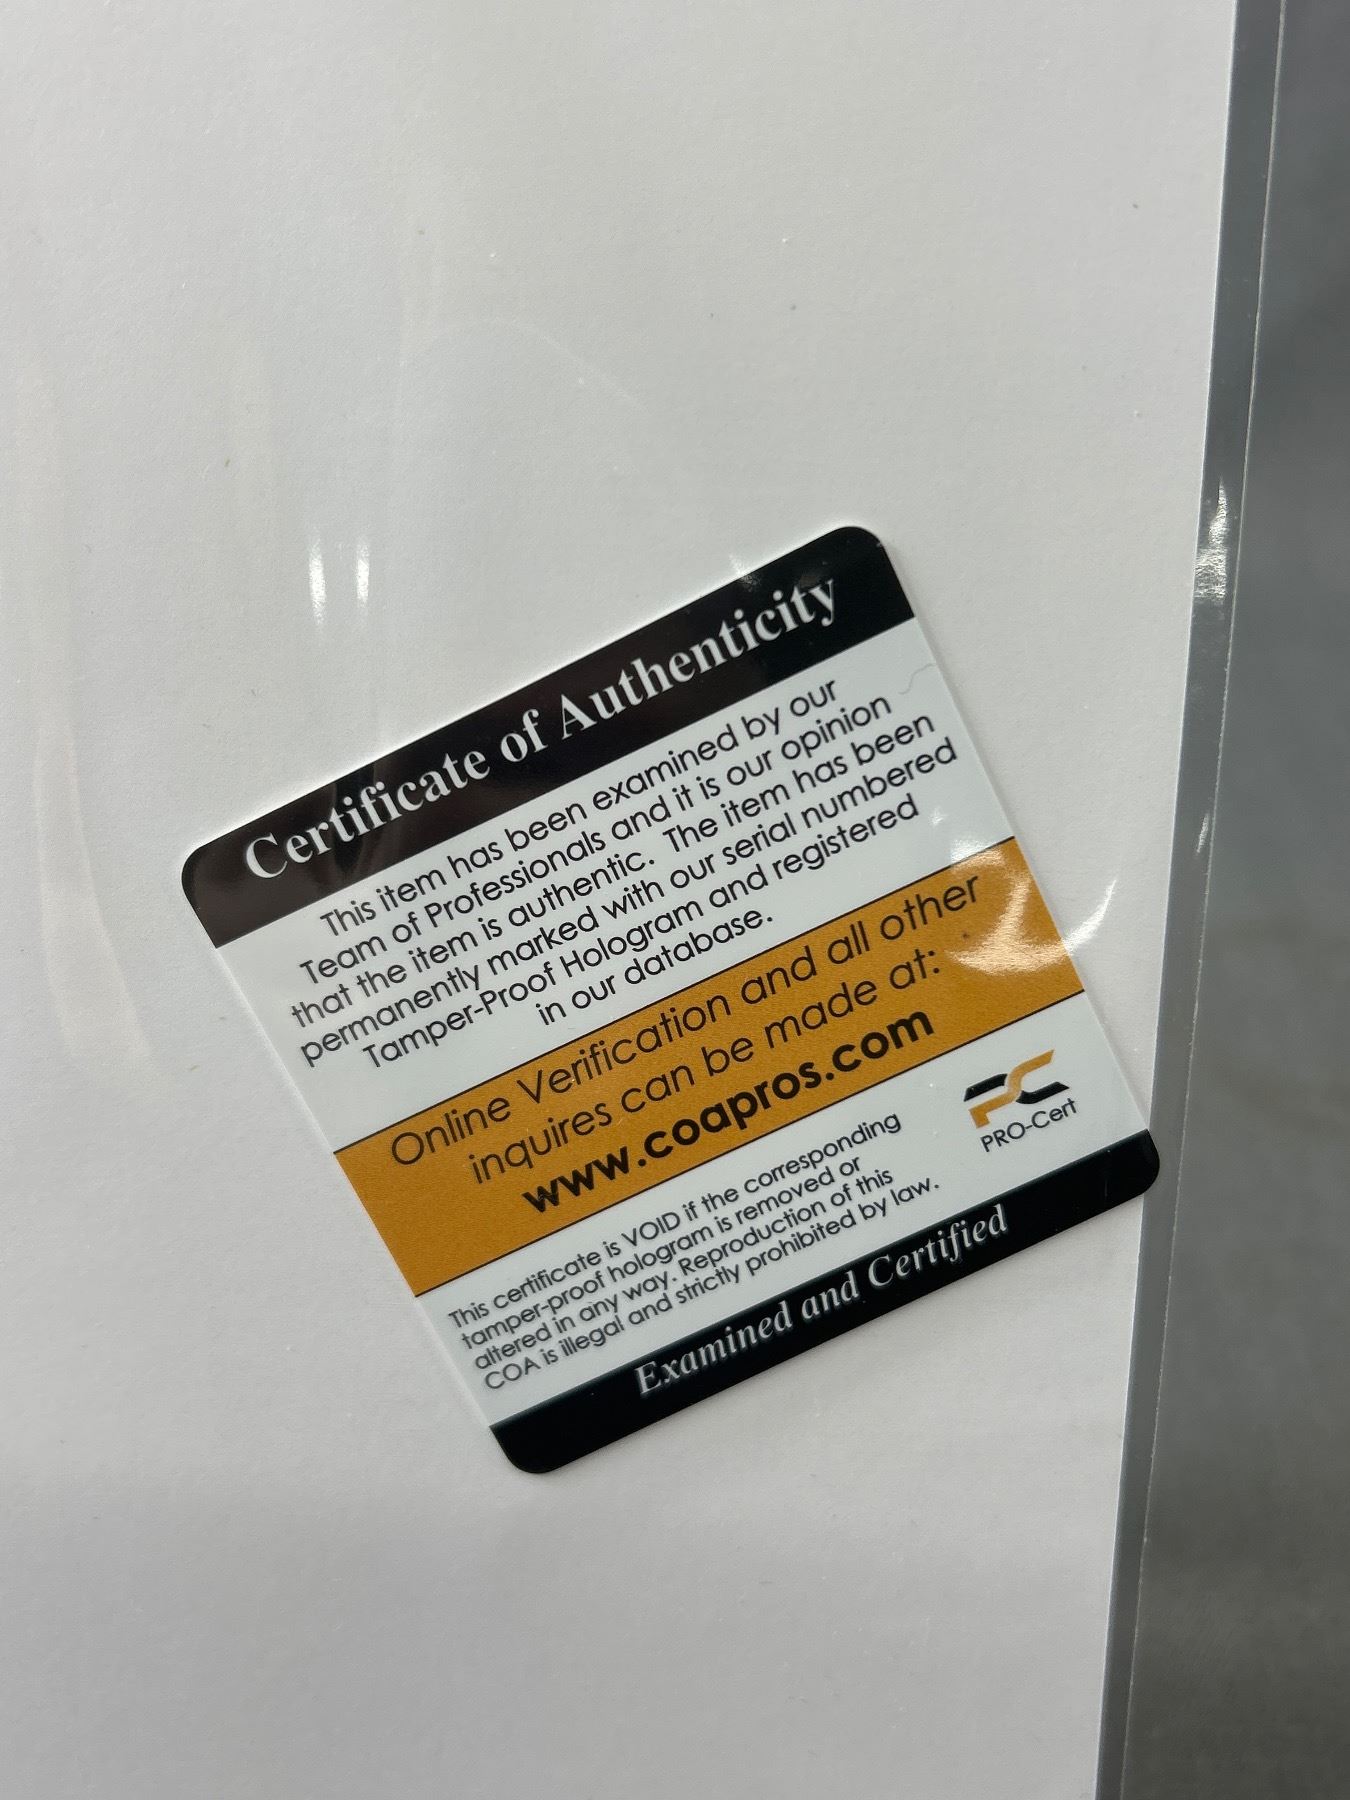 Certificate of Authenticity
This item has been examined by our
Team of Professionals and it is our opinion
that the item is authentic. The item has been
permanently marked with our serial numbered
Tamper-Proof Hologram and registered
in our database.
Online Verification and all other
inquires can be made at:
www.coapros.com
This certificate is VOID if the corresponding
tamper-proof hologram is removed or
altered in any way. Reproduction of this
COA is illegal and strictly prohibited by law.
PC
PRO-Cert
Examined and Certified